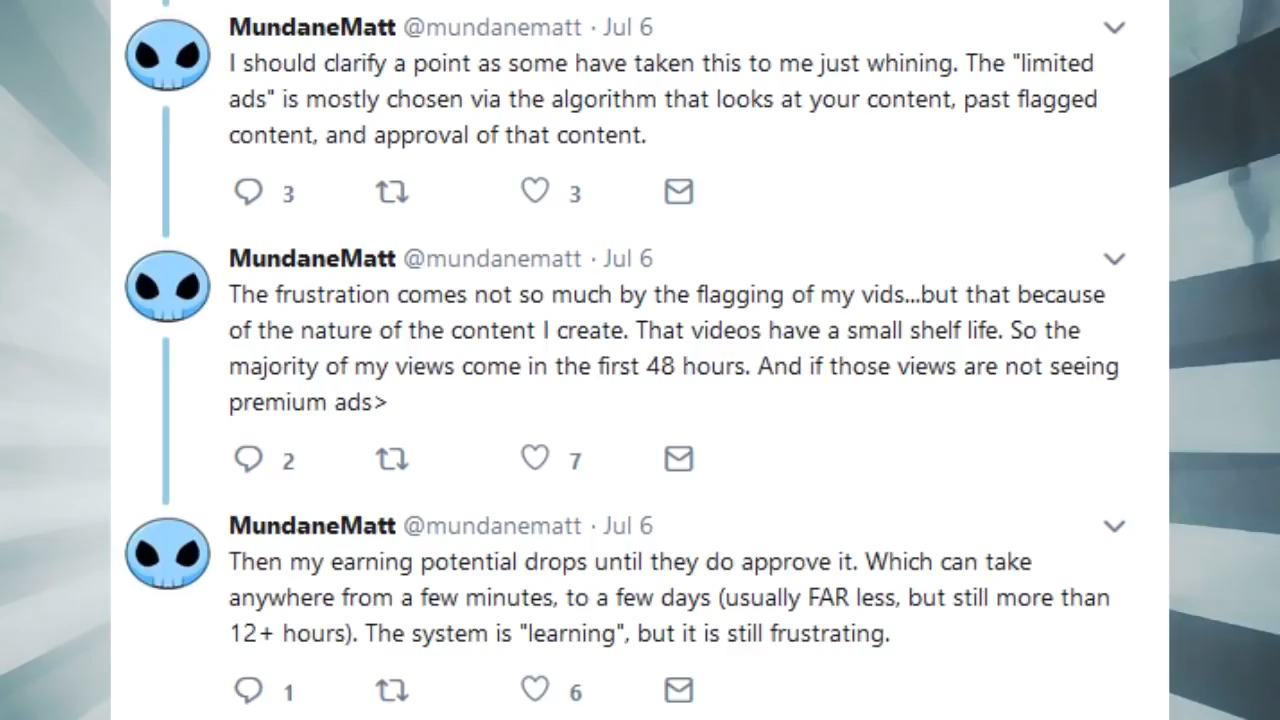 MundaneMatt @mundanematt · Jul 6
I should clarify a point as some have taken this to me just whining. The "limited
ads" is mostly chosen via the algorithm that looks at your content, past flagged
content, and approval of that content.
3 3
MundaneMatt @mundanematt · Jul 6
The frustration comes not so much by the flagging of my vids...but that because
of the nature of the content I create. That videos have a small shelf life. So the
majority of my views come in the first 48 hours. And if those views are not seeing
premium ads>
2 7
MundaneMatt @mundanematt · Jul 6
Then my earning potential drops until they do approve it. Which can take
anywhere from a few minutes, to a few days (usually FAR less, but still more than
12+ hours). The system is "learning", but it is still frustrating.
1 6